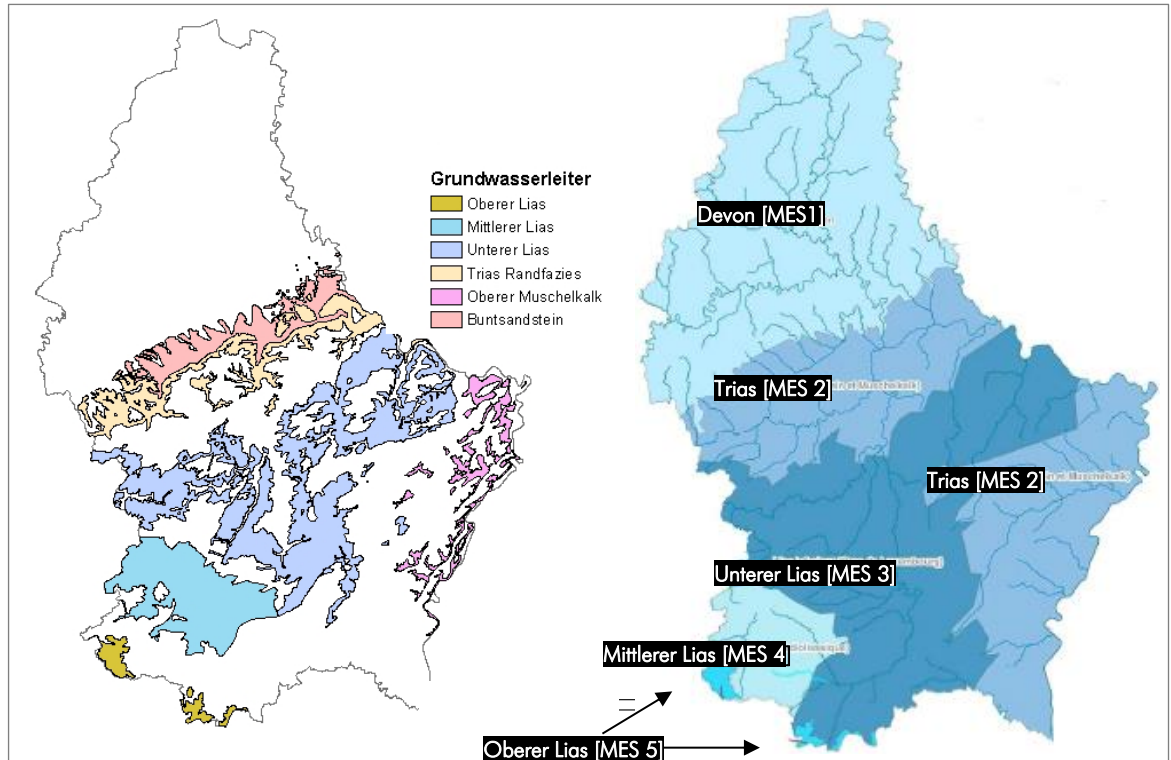 Grundwasserleiter
Oberer Lias
Mittlerer Lias
Unterer Lias
Trias Randfazies
Oberer Muschelkalk
Buntsandstein
Devon [MES1]
Trias [MES 2]
Trias [MES 2]
Unterer Lias [MES 3]
Mittlerer Lias [MES 4]
Oberer Lias [MES 5]